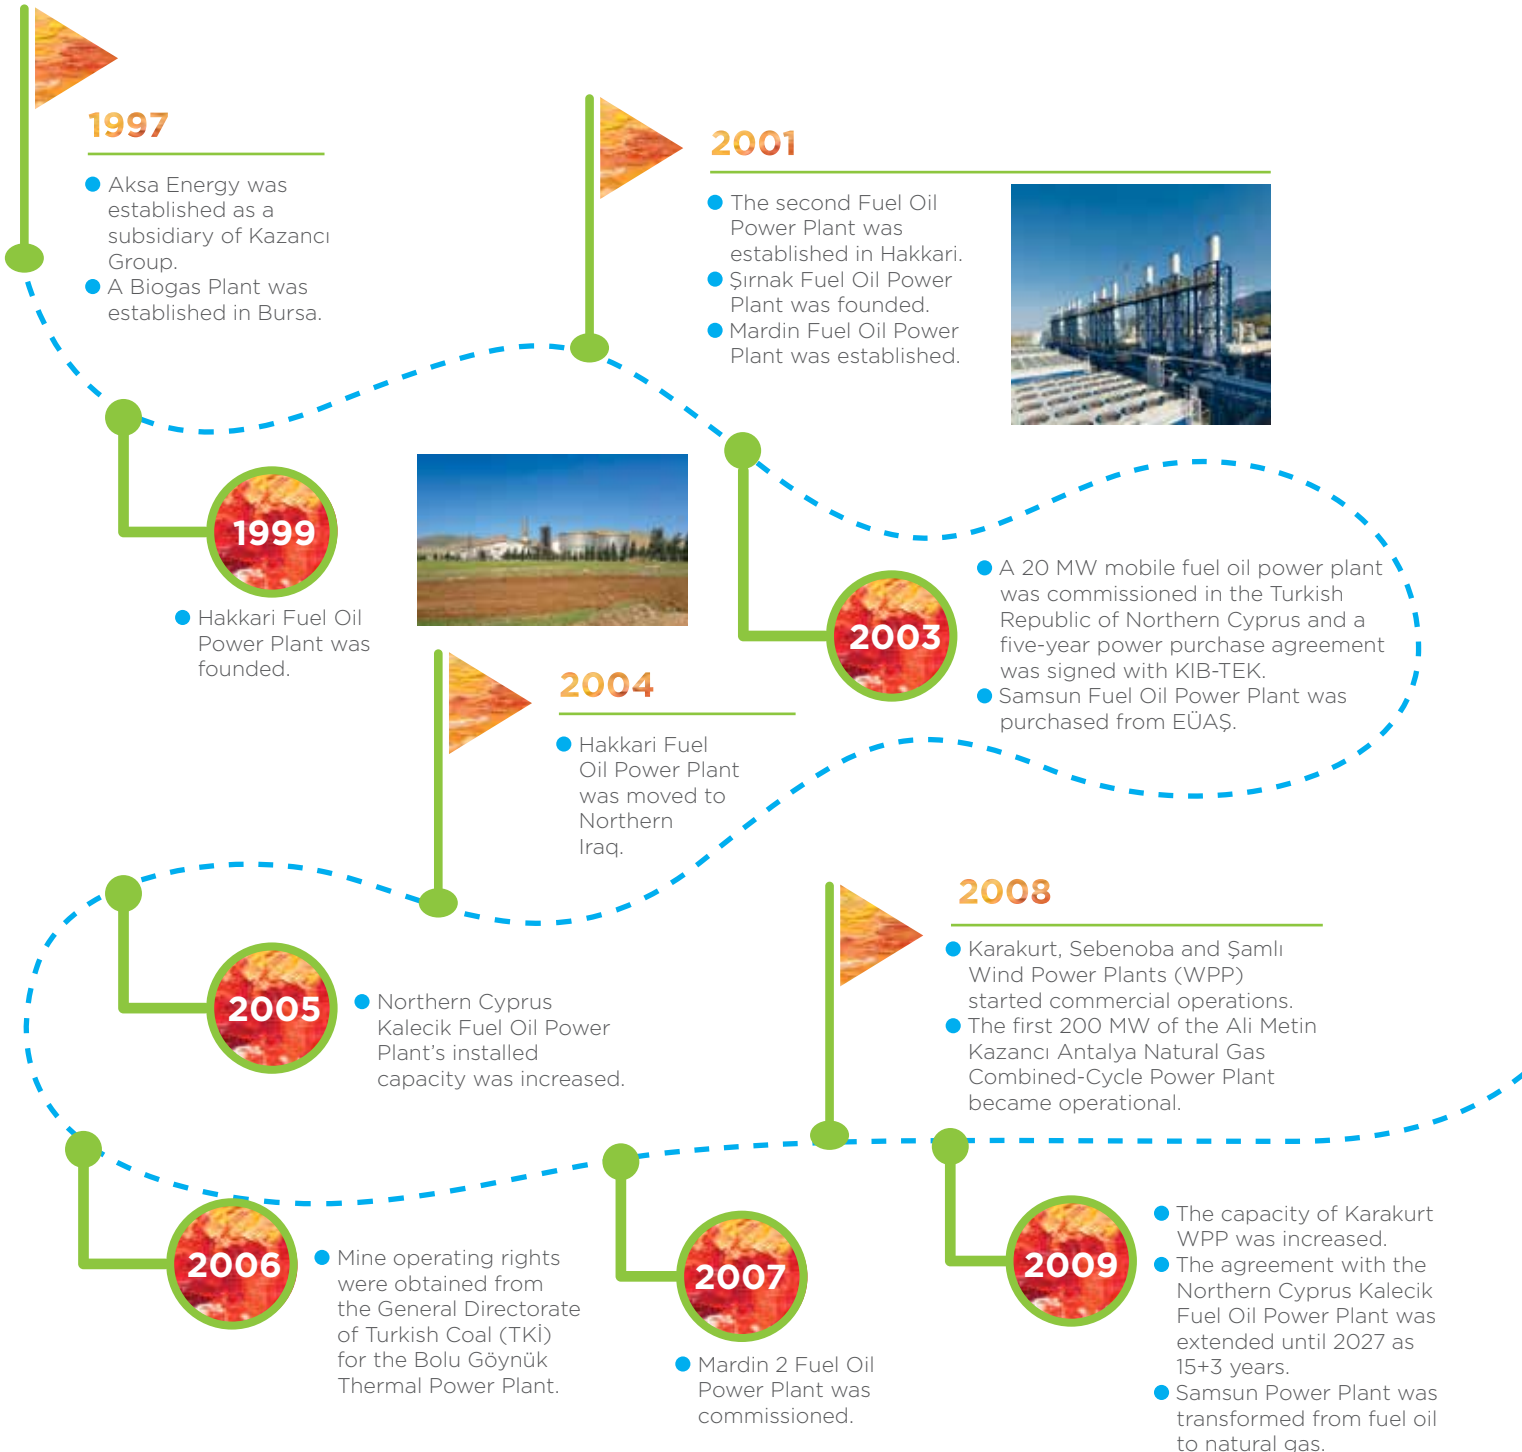 1997
Aksa Energy was
established as a
subsidiary of Kazancı
Group.
A Biogas Plant was
established in Bursa.
2001
The second Fuel Oil
Power Plant was
established in Hakkari.
Şırnak Fuel Oil Power
Plant was founded.
Mardin Fuel Oil Power
Plant was established.
1999
Hakkari Fuel Oil
Power Plant was
founded.
2003
A 20 MW mobile fuel oil power plant
was commissioned in the Turkish
Republic of Northern Cyprus and a
five-year power purchase agreement
was signed with KIB-TEK.
Samsun Fuel Oil Power Plant was
purchased from EÜAŞ.
2004
Hakkari Fuel
Oil Power Plant
was moved to
Northern
Iraq.
2005
Northern Cyprus
Kalecik Fuel Oil Power
Plant’s installed
capacity was increased.
2008
Karakurt, Sebenoba and Şamlı
Wind Power Plants (WPP)
started commercial operations.
The first 200 MW of the Ali Metin
Kazancı Antalya Natural Gas
Combined-Cycle Power Plant
became operational.
2006
Mine operating rights
were obtained from
the General Directorate
of Turkish Coal (TKİ)
for the Bolu Göynük
Thermal Power Plant.
2007
Mardin 2 Fuel Oil
Power Plant was
commissioned.
2009
The capacity of Karakurt
WPP was increased.
The agreement with the
Northern Cyprus Kalecik
Fuel Oil Power Plant was
extended until 2027 as
15+3 years.
Samsun Power Plant was
transformed from fuel oil
to natural gas.